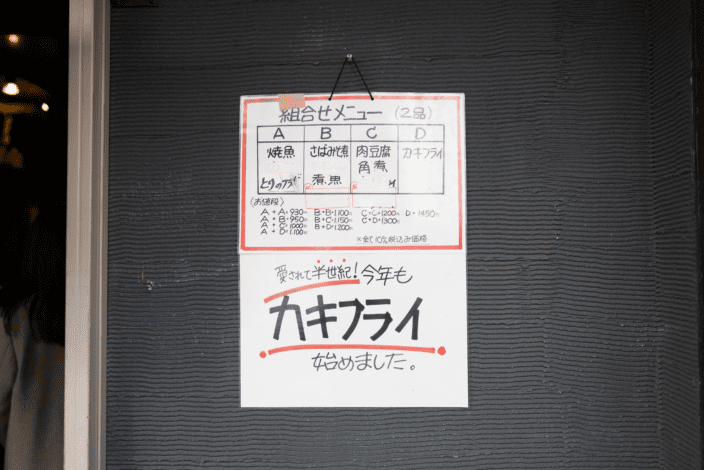 組合せメニュー (2品)
A B C D
焼魚 さばみそ煮 肉豆腐 カキフライ
角煮
とりのフライ 煮魚
〈お値段〉
A + A・930円 B + B・1100円 C + C・1200円 D + 1450円
A + B・950円 B + C・1150円 C + D・1300円
A + C・1000円 B + D・1200円
A + D・1100円
※全て10%税込み価格
愛されて半世紀!今年も
カキフライ
始めました。